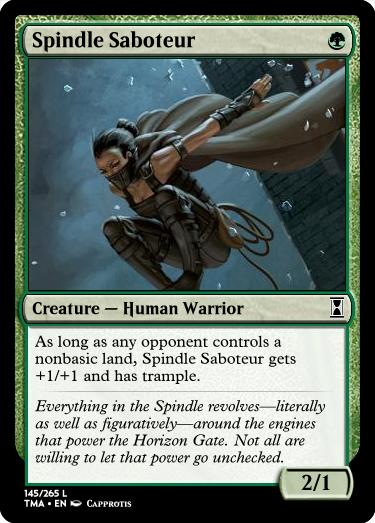 Spindle Saboteur
Creature — Human Warrior
As long as any opponent controls a
nonbasic land, Spindle Saboteur gets
+1/+1 and has trample.
Everything in the Spindle revolves—literally
as well as figuratively—around the engines
that power the Horizon Gate. Not all are
willing to let that power go unchecked.
2/1
145/265 L
TMA • EN Capprotis